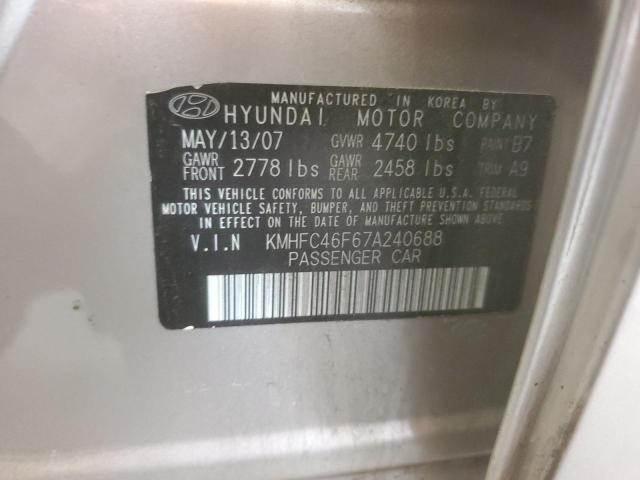 MANUFACTURED IN KOREA BY
HYUNDAI MOTOR COMPANY
MAY/13/07 GVWR 4740 lbs PAINT B7
GAWR FRONT 2778 lbs GAWR REAR 2458 lbs TRIM A9
THIS VEHICLE CONFORMS TO ALL APPLICABLE U.S.A. FEDERAL
MOTOR VEHICLE SAFETY, BUMPER, AND THEFT PREVENTION STANDARDS
IN EFFECT ON THE DATE OF MANUFACTURE SHOWN ABOVE.
V.I.N KMHFC46F67A240688
PASSENGER CAR